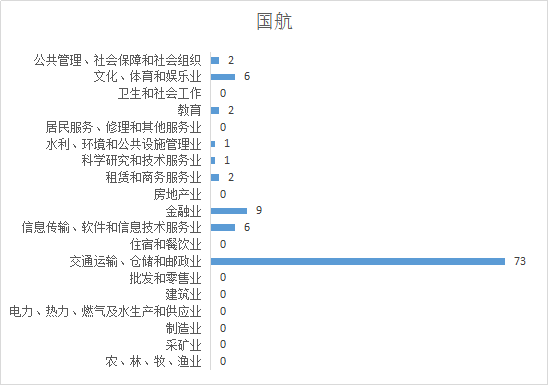 国航
公共管理、社会保障和社会组织 2
文化、体育和娱乐业 6
卫生和社会工作 0
教育 2
居民服务、修理和其他服务业 0
水利、环境和公共设施管理业 1
科学研究和技术服务业 1
租赁和商务服务业 2
房地产业 0
金融业 9
信息传输、软件和信息技术服务业 6
住宿和餐饮业 0
交通运输、仓储和邮政业 73
批发和零售业 0
建筑业 0
电力、热力、燃气及水生产和供应业 0
制造业 0
采矿业 0
农、林、牧、渔业 0